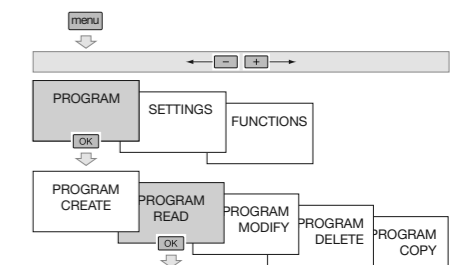 menu
− +
PROGRAM
SETTINGS
FUNCTIONS
OK
PROGRAM
CREATE
PROGRAM
READ
PROGRAM
MODIFY
PROGRAM
DELETE
PROGRAM
COPY
OK